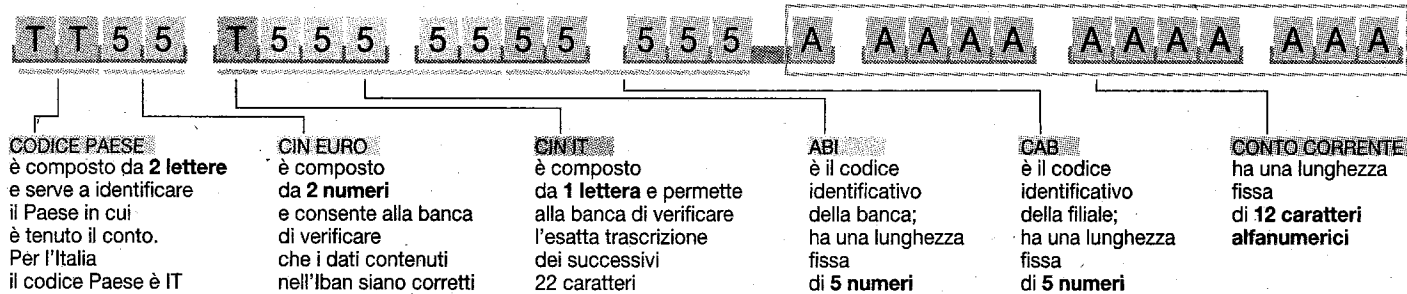 T T 5 5 T 5 5 5 5 5 5 5 5 5 5 A A A A A A A A A A A A
CODICE PAESE
è composto da 2 lettere
e serve a identificare
il Paese in cui
è tenuto il conto.
Per l'Italia
il codice Paese è IT
CIN EURO
è composto
da 2 numeri
e consente alla banca
di verificare
che i dati contenuti
nell'Iban siano corretti
CIN IT
è composto
da 1 lettera e permette
alla banca di verificare
l'esatta trascrizione
dei successivi
22 caratteri
ABI
è il codice
identificativo
della banca;
ha una lunghezza
fissa
di 5 numeri
CAB
è il codice
identificativo
della filiale;
ha una lunghezza
fissa
di 5 numeri
CONTO CORRENTE
ha una lunghezza
fissa
di 12 caratteri
alfanumerici